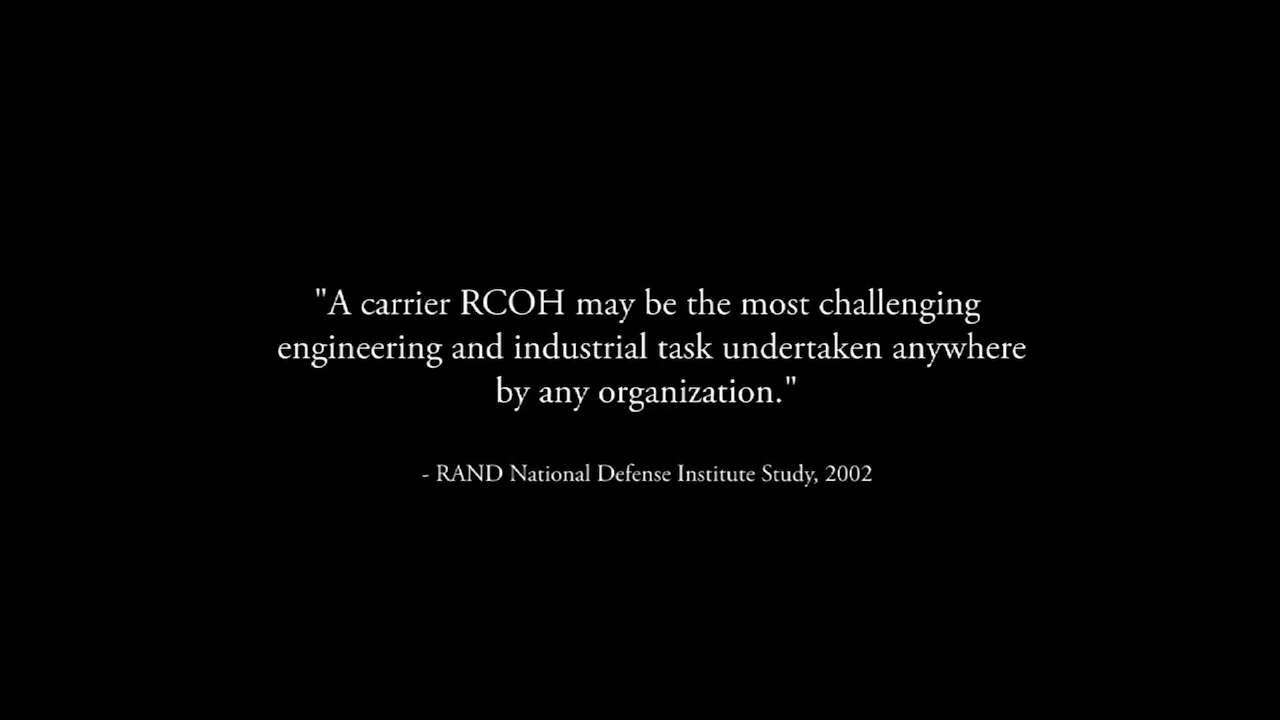 "A carrier RCOH may be the most challenging
engineering and industrial task undertaken anywhere
by any organization."
- RAND National Defense Institute Study, 2002